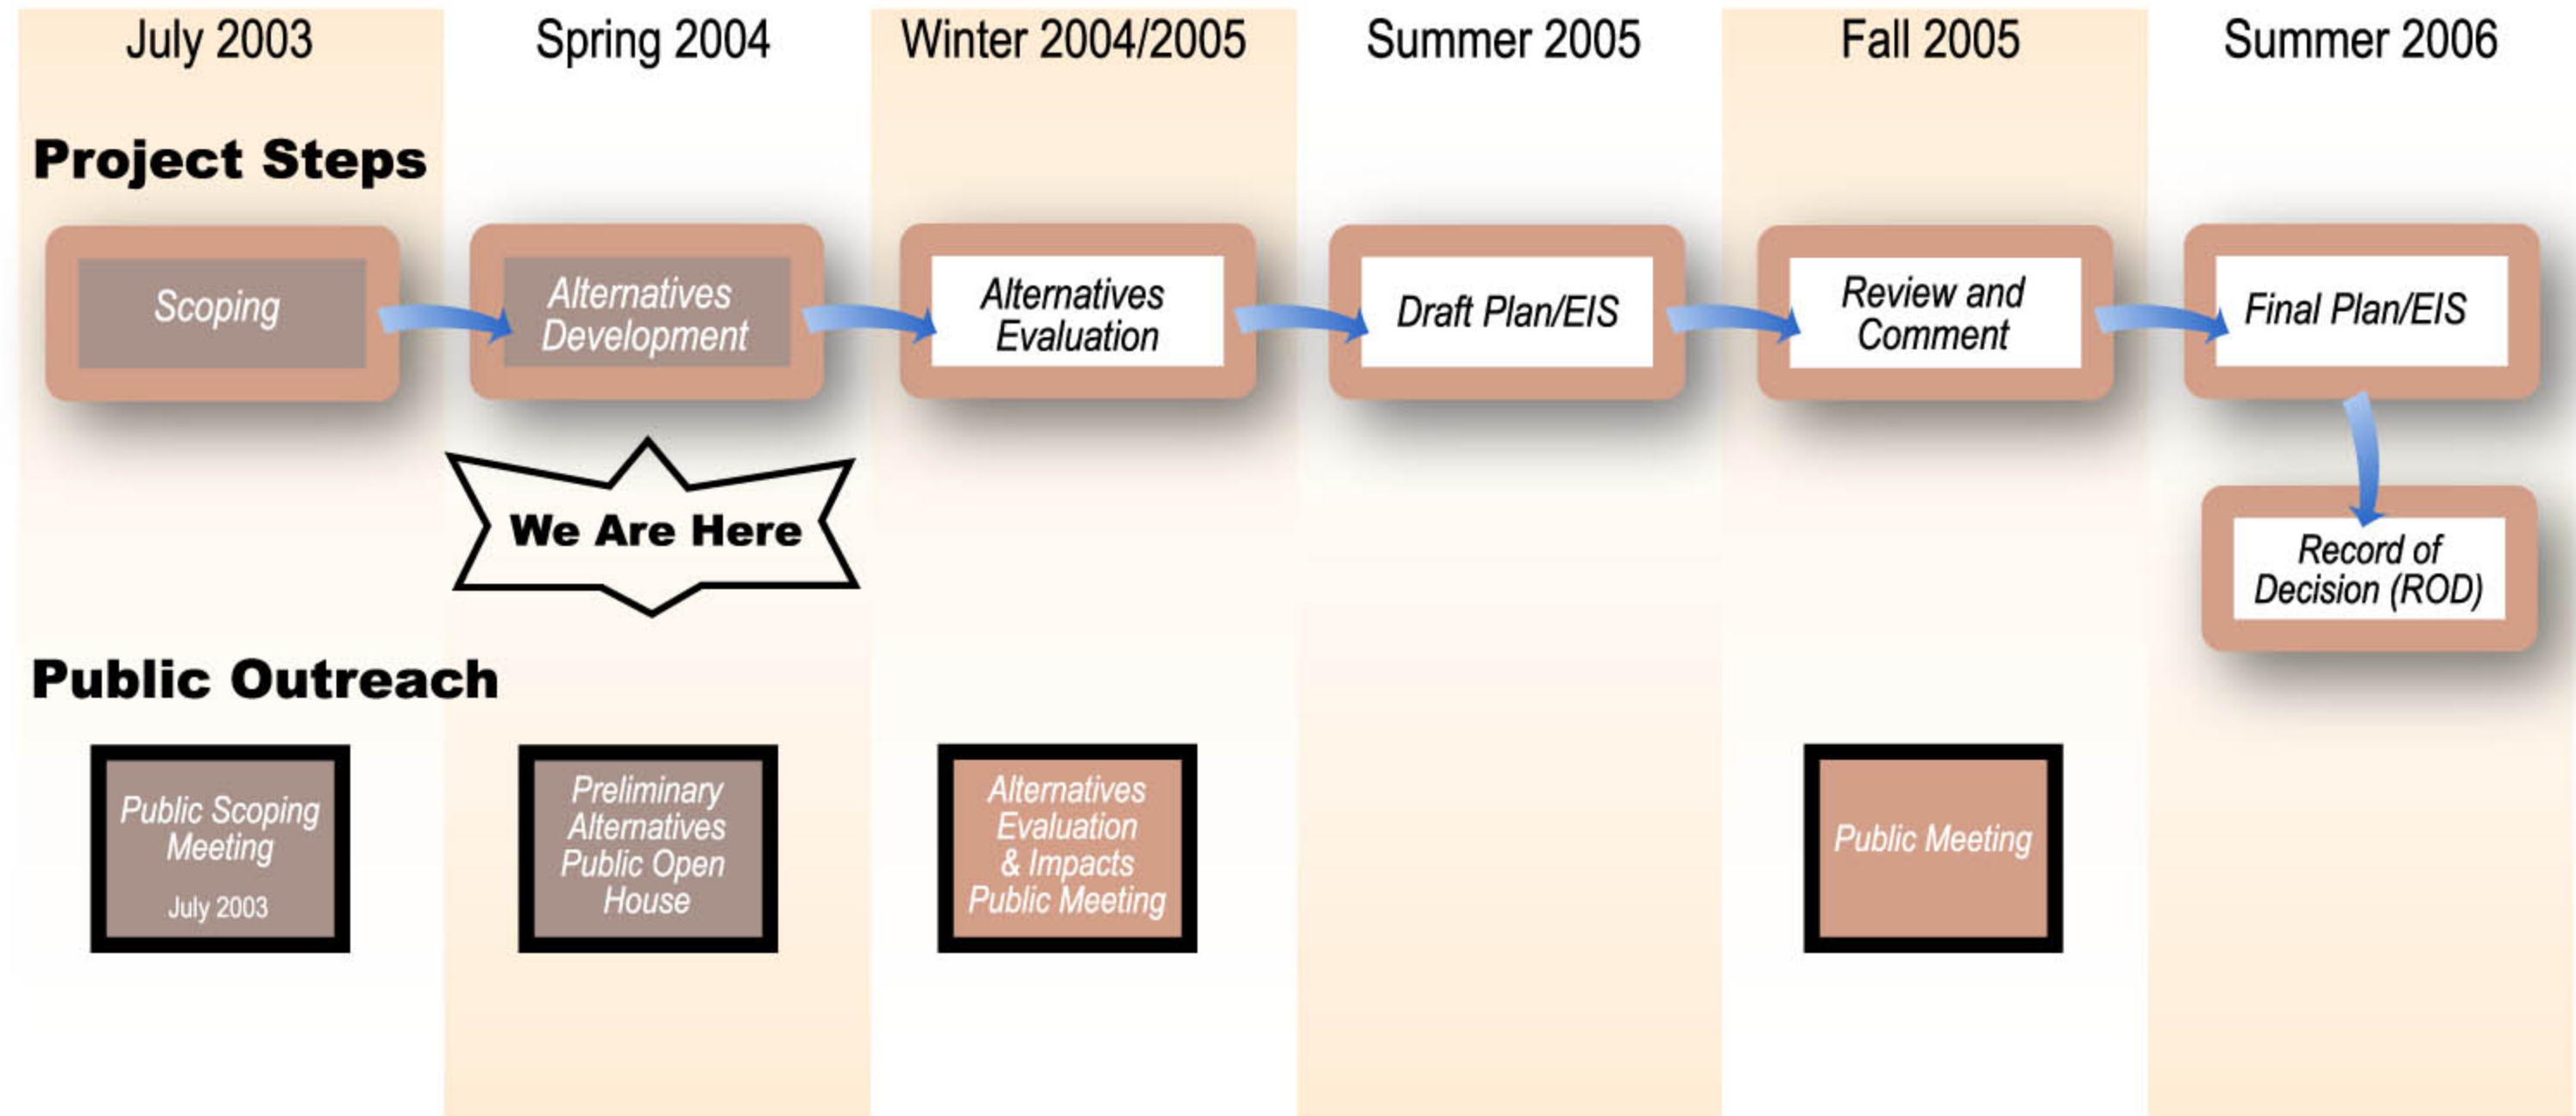 July 2003
Spring 2004
Winter 2004/2005
Summer 2005
Fall 2005
Summer 2006
Project Steps
Scoping
Alternatives
Development
Alternatives
Evaluation
Draft Plan/EIS
Review and
Comment
Final Plan/EIS
We Are Here
Record of
Decision (ROD)
Public Outreach
Public Scoping
Meeting
July 2003
Preliminary
Alternatives
Public Open
House
Alternatives
Evaluation
& Impacts
Public Meeting
Public Meeting